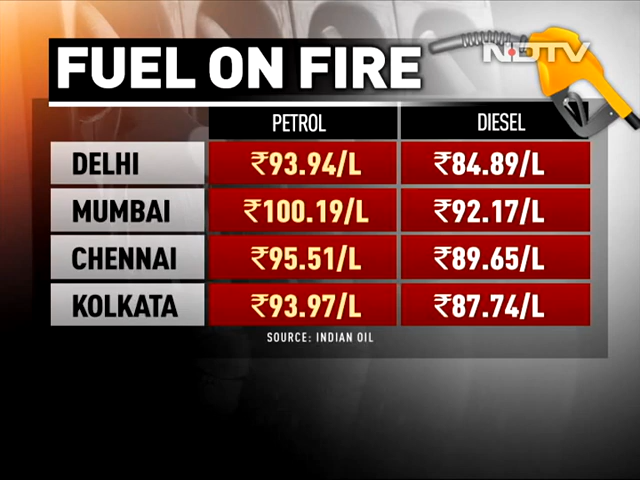 NDTV
FUEL ON FIRE
PETROL DIESEL
DELHI ₹93.94/L ₹84.89/L
MUMBAI ₹100.19/L ₹92.17/L
CHENNAI ₹95.51/L ₹89.65/L
KOLKATA ₹93.97/L ₹87.74/L
SOURCE: INDIAN OIL